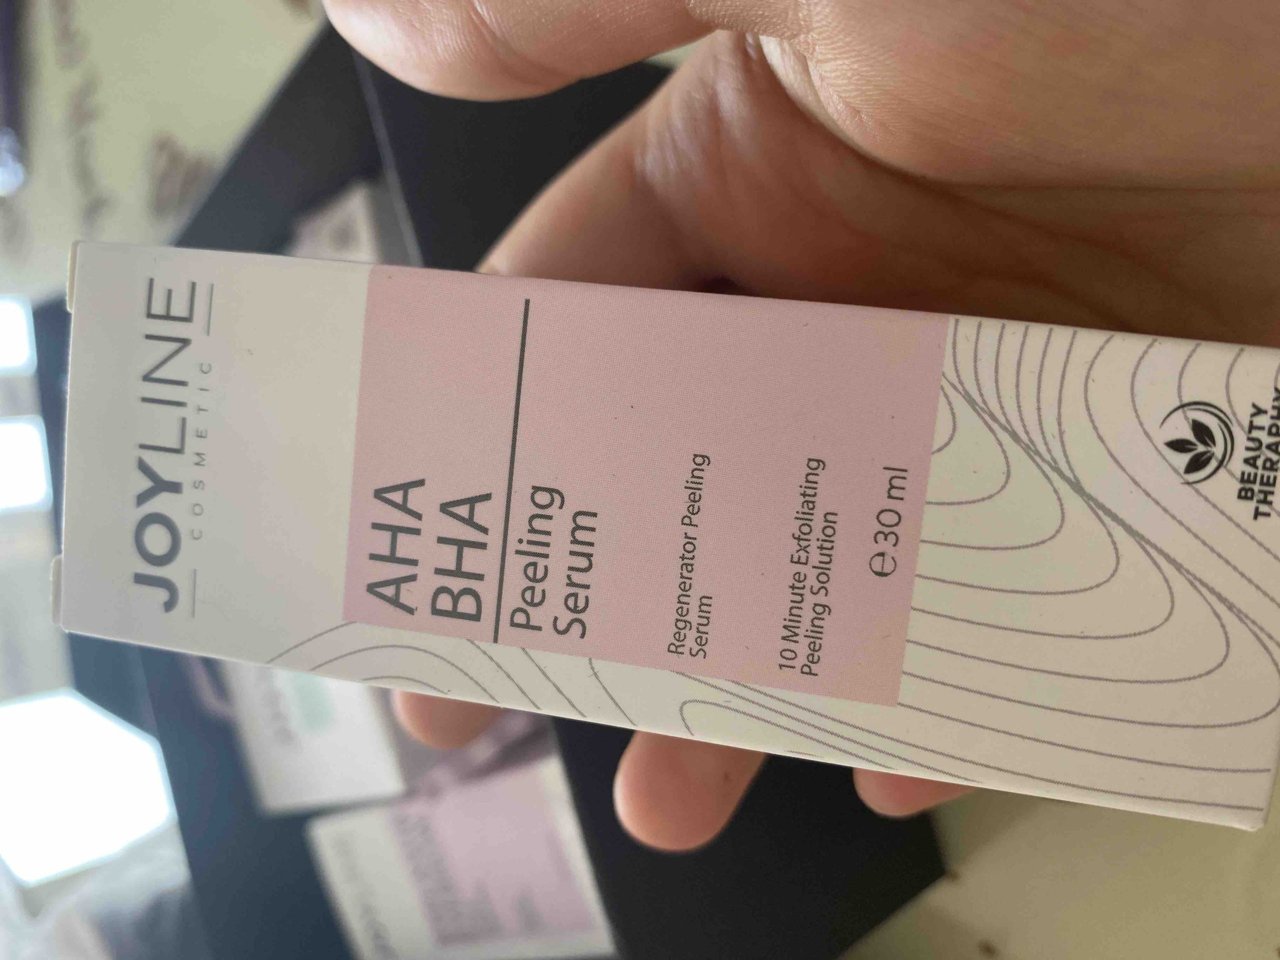 JOYLINE
COSMETIC
AHA
BHA
Peeling
Serum
Regenerator Peeling
Serum
10 Minute Exfoliating
Peeling Solution
℮30 ml
BEAUTY
THERAPHY